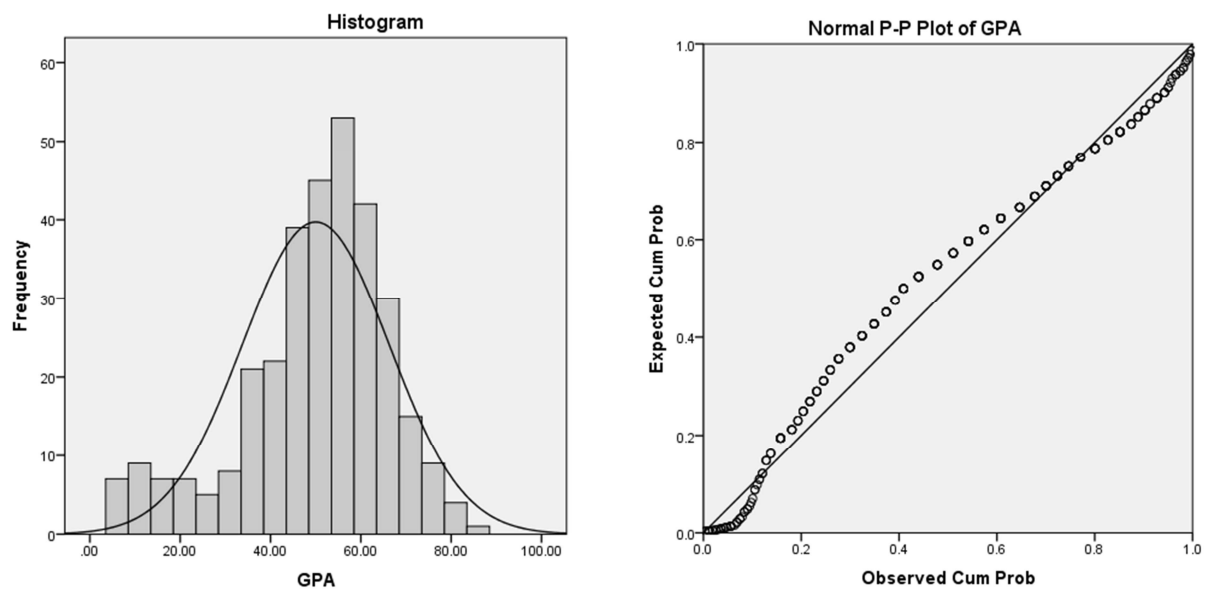 Histogram
60
50
40
30
20
10
0
Frequency
.00 20.00 40.00 60.00 80.00 100.00
GPA
Normal P-P Plot of GPA
1.0
0.8
0.6
0.4
0.2
0.0
Expected Cum Prob
0.0 0.2 0.4 0.6 0.8 1.0
Observed Cum Prob